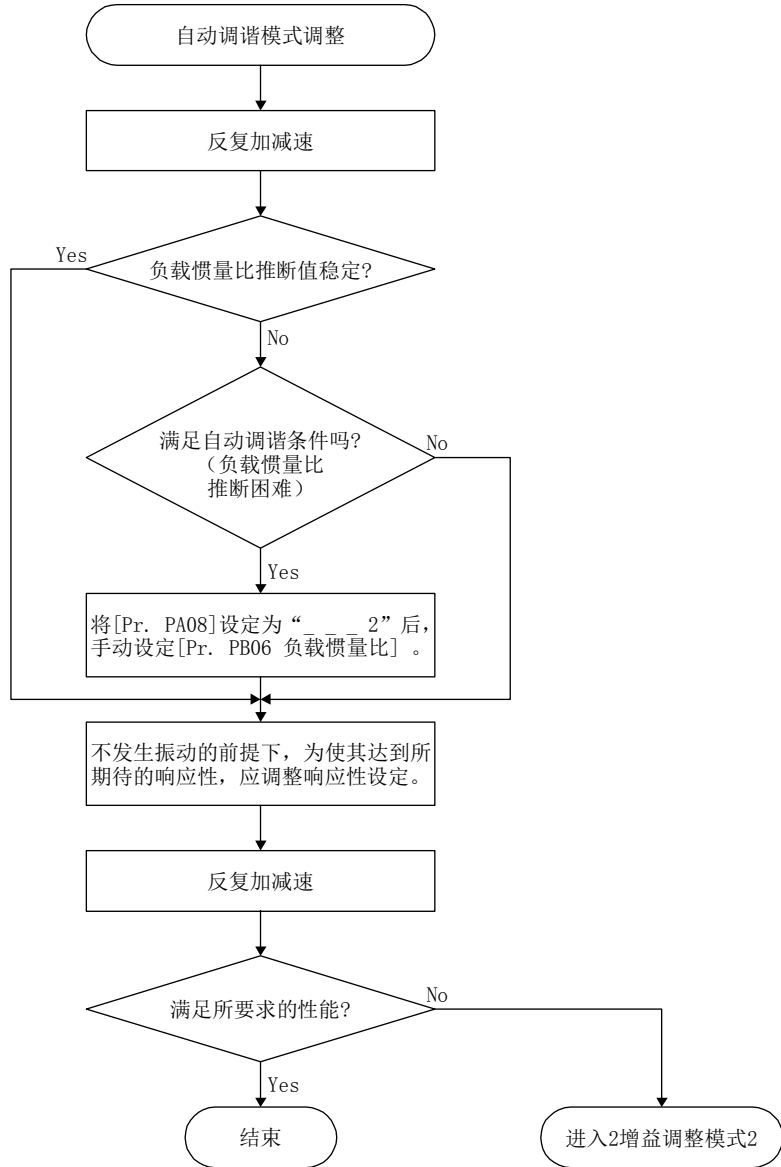 自动调谐模式调整
反复加减速
Yes
负载惯量比推断值稳定?
No
满足自动调谐条件吗?
（负载惯量比
推断困难）
No
Yes
将[Pr. PA08]设定为“_ _ _ 2”后，
手动设定[Pr. PB06 负载惯量比] 。
不发生振动的前提下，为使其达到所
期待的响应性，应调整响应性设定。
反复加减速
满足所要求的性能?
No
Yes
结束
进入2增益调整模式2